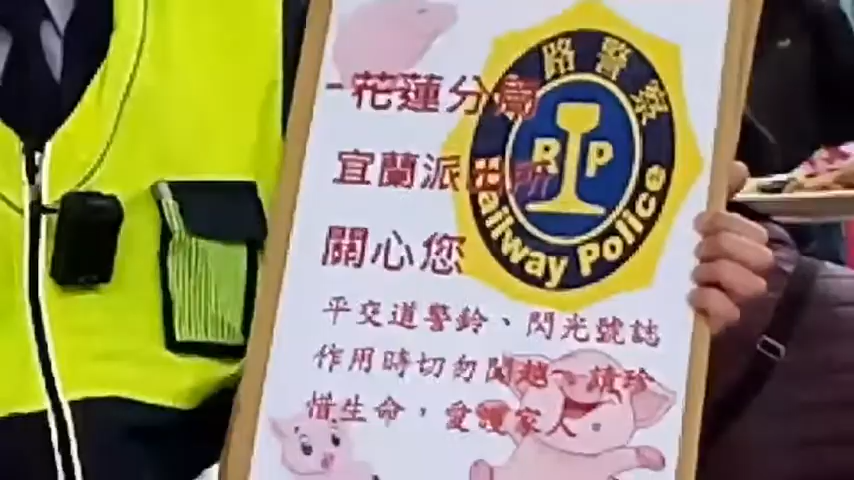 花蓮分局
宜蘭派出所
關心您
平交道警鈴、閃光號誌
作用時切勿闖越，請珍
惜生命，愛護家人
路警察
RP
Railway Police